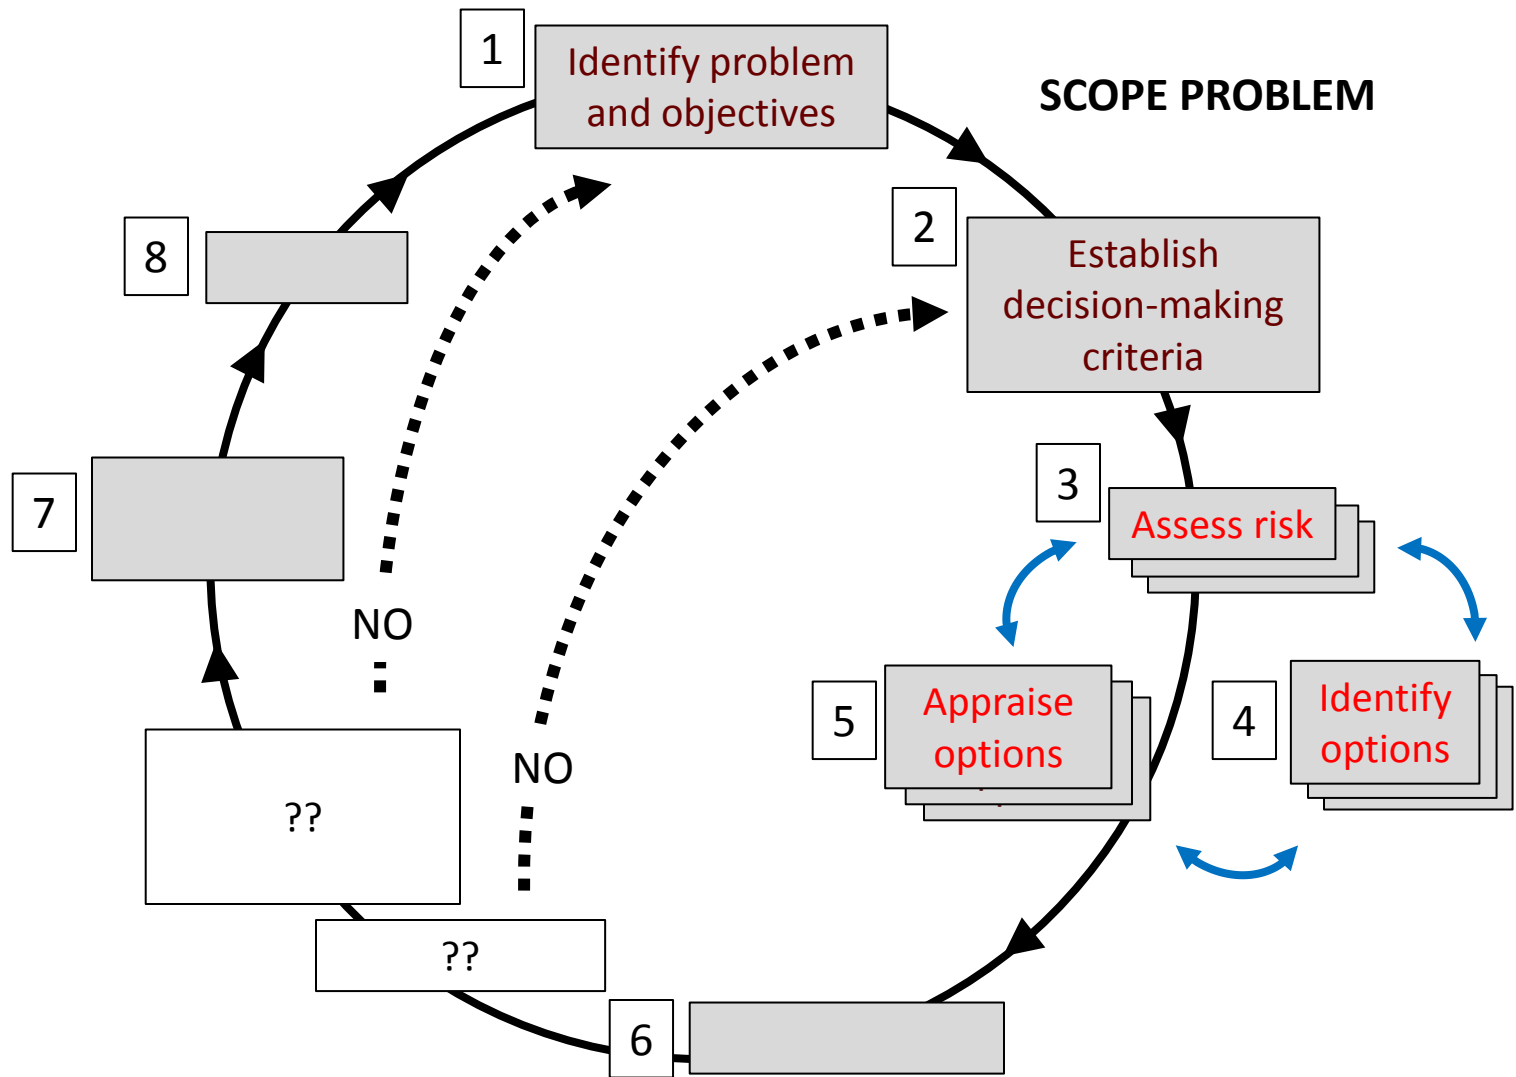 1
Identify problem
and objectives
SCOPE PROBLEM
2
Establish
decision-making
criteria
8
3
Assess risk
7
NO
5
Appraise
options
4
Identify
options
NO
??
??
6